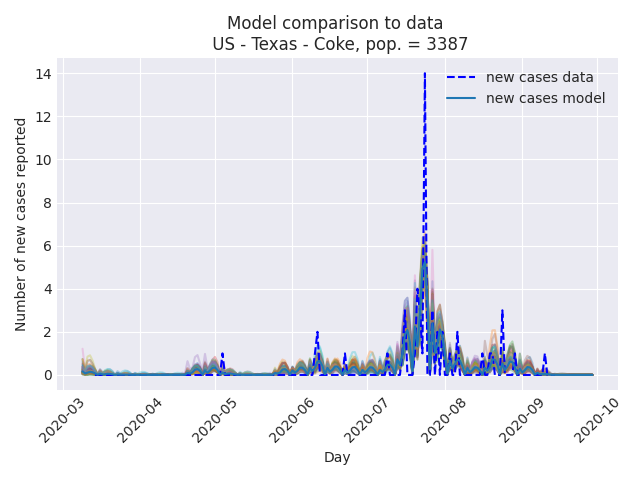 Model comparison to data
US - Texas - Coke, pop. = 3387
new cases data
new cases model
Number of new cases reported
14
12
10
8
6
4
2
0
2020-03
2020-04
2020-05
2020-06
2020-07
2020-08
2020-09
2020-10
Day